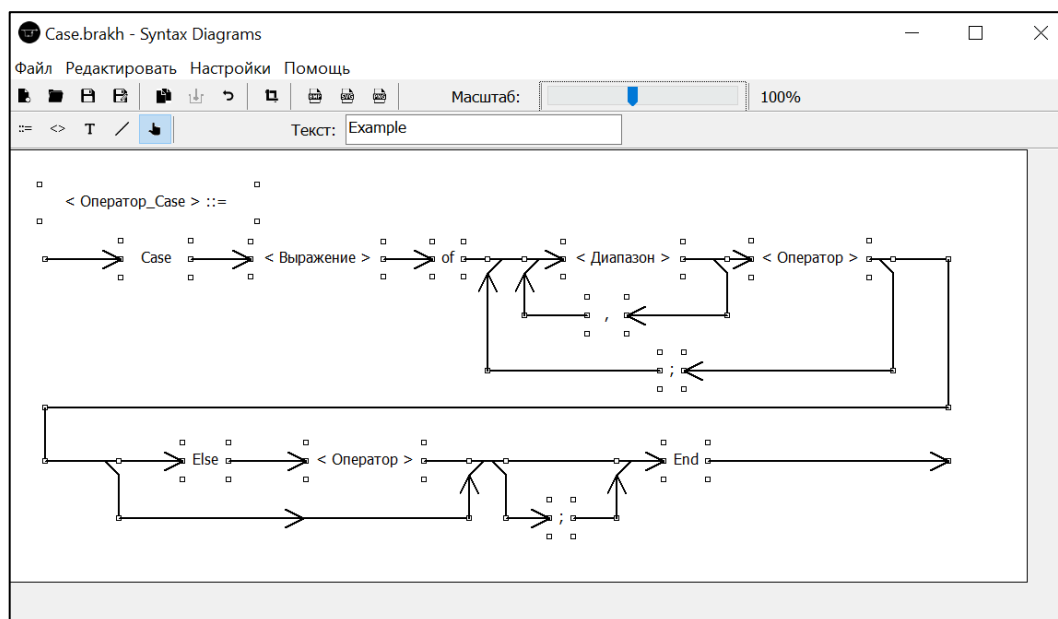 Case.brakh - Syntax Diagrams
Файл Редактировать Настройки Помощь
Масштаб: 100%
::= <> T Текст: Example
< Оператор_Case > ::=
Case < Выражение > of < Диапазон > < Оператор >
,
;
Else < Оператор > End
;